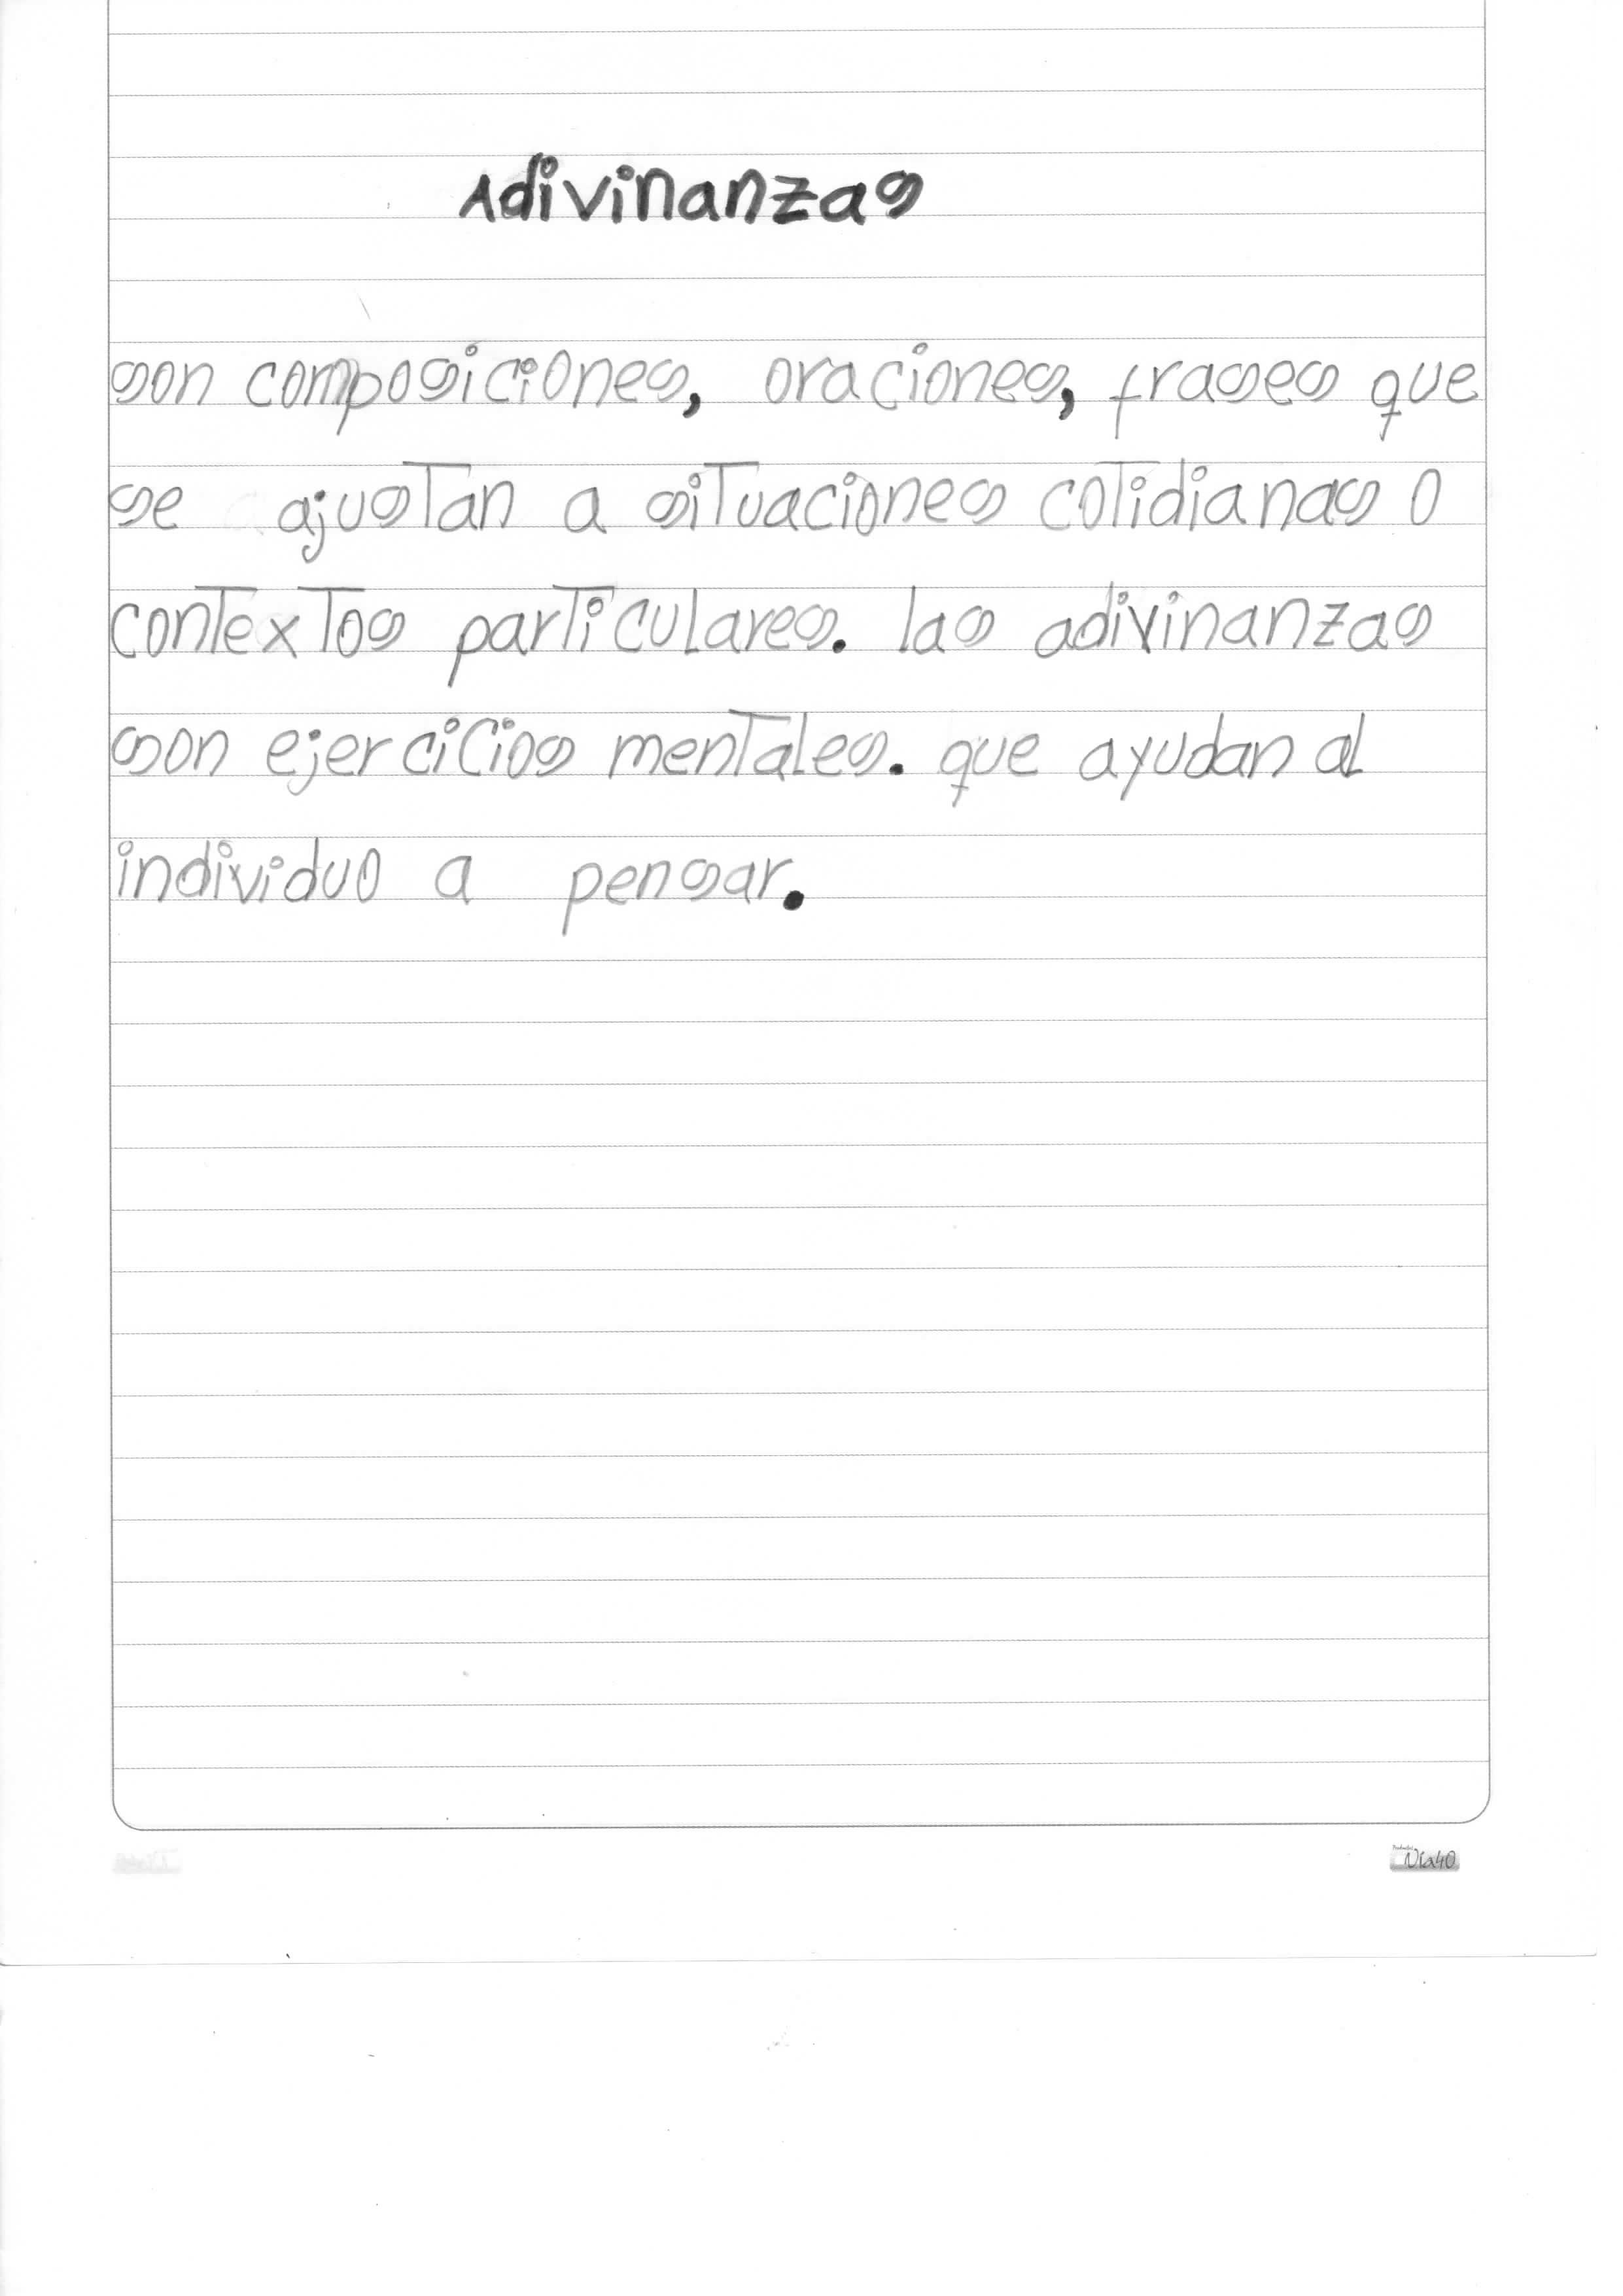 Adivinanzas
son composiciones, oraciones, frases que
se ajustan a situaciones cotidianas o
contextos particulares. las adivinanzas
son ejercicios mentales. que ayudan al
individuo a pensar.